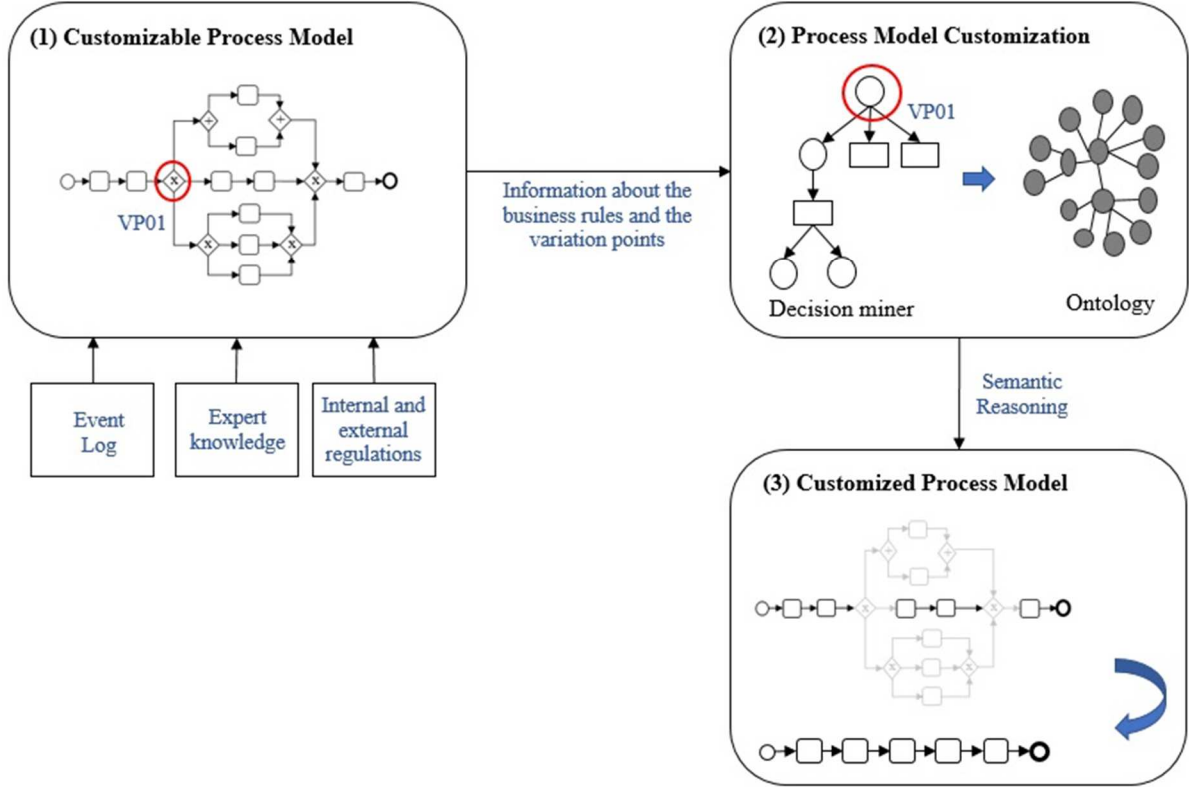 (1) Customizable Process Model
X
X
VP01
X
X
Event
Log
Expert
knowledge
Internal and
external
regulations
Information about the
business rules and the
variation points
(2) Process Model Customization
VP01
Decision miner
Ontology
Semantic
Reasoning
(3) Customized Process Model
X
X
X
X